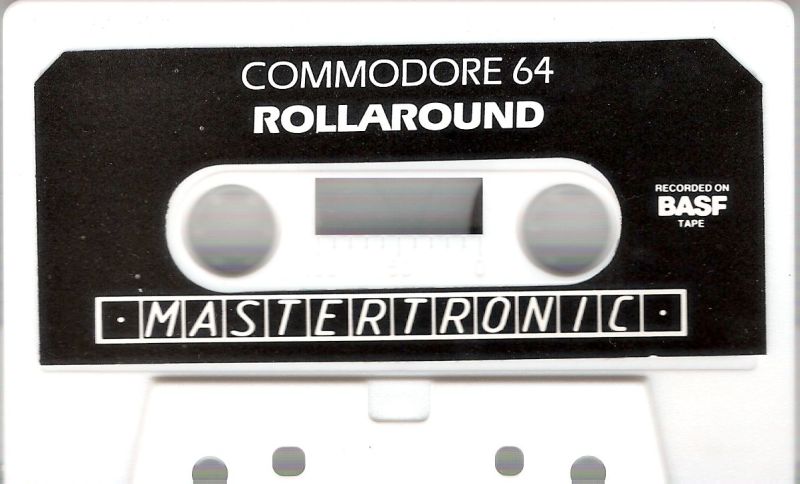 COMMODORE 64
ROLLAROUND
RECORDED ON
BASF
TAPE
· MASTERTRONIC ·